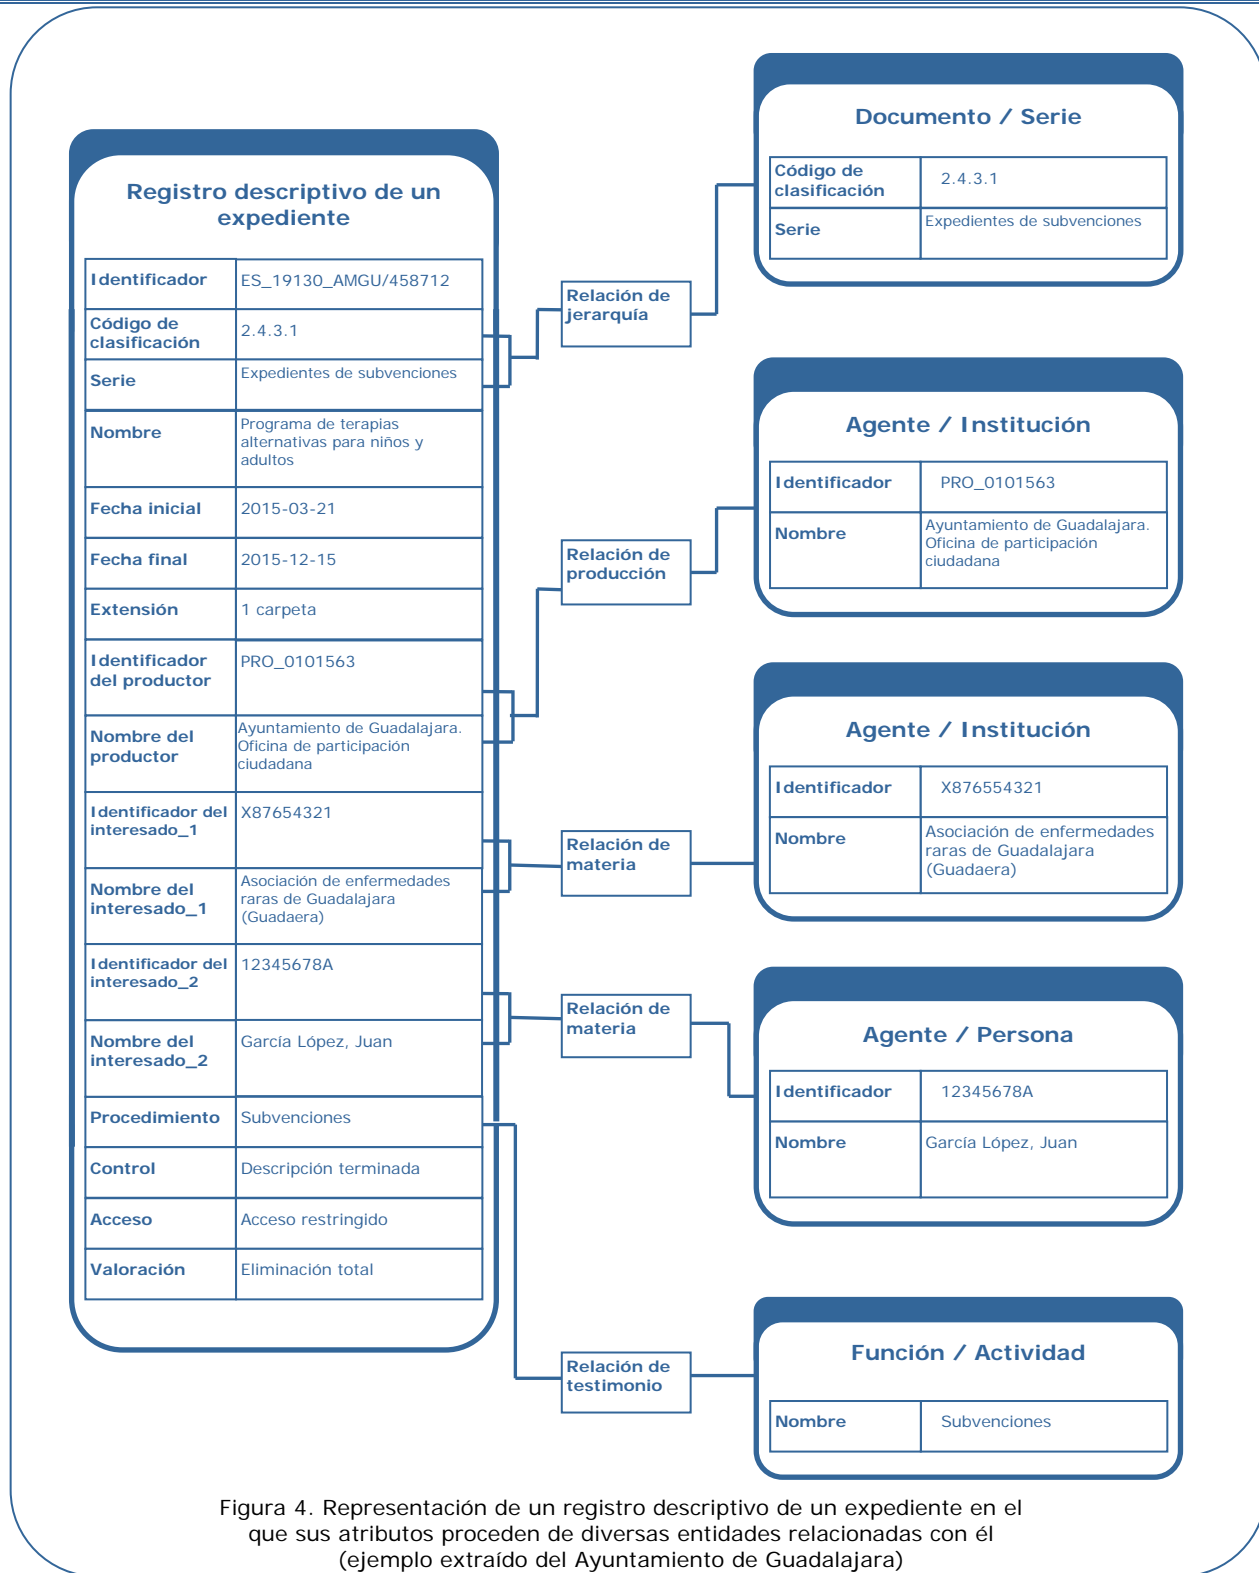 Registro descriptivo de un
expediente
Identificador
ES_19130_AMGU/458712
Código de
clasificación
2.4.3.1
Serie
Expedientes de subvenciones
Nombre
Programa de terapias
alternativas para niños y
adultos
Fecha inicial
2015-03-21
Fecha final
2015-12-15
Extensión
1 carpeta
Identificador
del productor
PRO_0101563
Nombre del
productor
Ayuntamiento de Guadalajara.
Oficina de participación
ciudadana
Identificador del
interesado_1
X87654321
Nombre del
interesado_1
Asociación de enfermedades
raras de Guadalajara
(Guadaera)
Identificador del
interesado_2
12345678A
Nombre del
interesado_2
García López, Juan
Procedimiento
Subvenciones
Control
Descripción terminada
Acceso
Acceso restringido
Valoración
Eliminación total
Relación de
jerarquía
Relación de
producción
Relación de
materia
Relación de
materia
Relación de
testimonio
Documento / Serie
Código de
clasificación
2.4.3.1
Serie
Expedientes de subvenciones
Agente / Institución
Identificador
PRO_0101563
Nombre
Ayuntamiento de Guadalajara.
Oficina de participación
ciudadana
Agente / Institución
Identificador
X876554321
Nombre
Asociación de enfermedades
raras de Guadalajara
(Guadaera)
Agente / Persona
Identificador
12345678A
Nombre
García López, Juan
Función / Actividad
Nombre
Subvenciones
Figura 4. Representación de un registro descriptivo de un expediente en el
que sus atributos proceden de diversas entidades relacionadas con él
(ejemplo extraído del Ayuntamiento de Guadalajara)